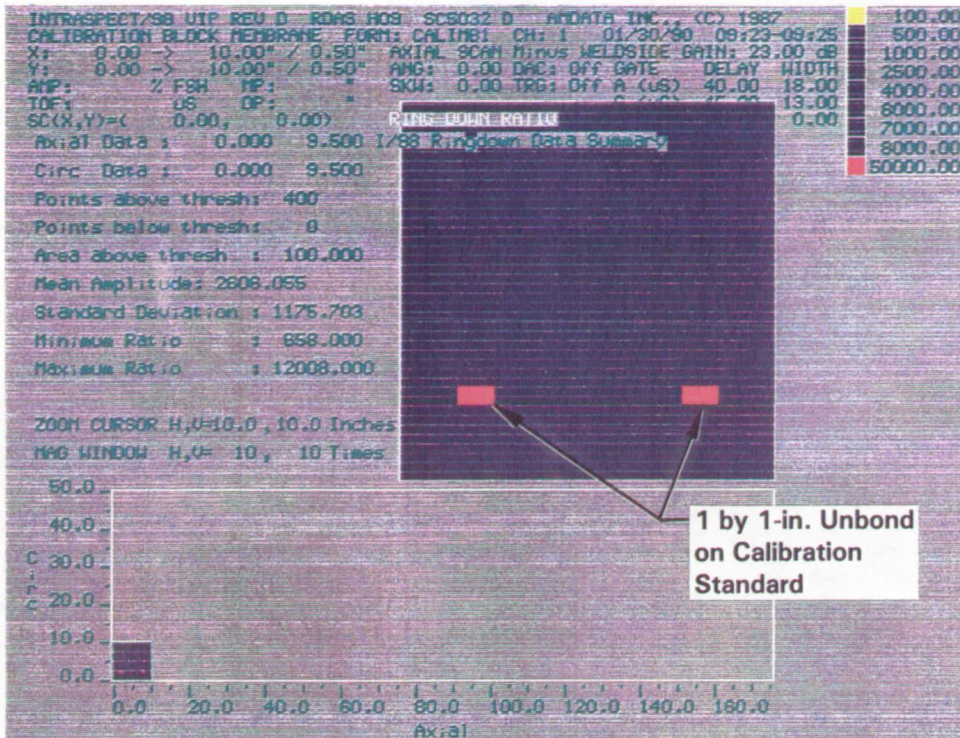 INTRASPECT/98 UIP REV D RDAS HOS SCS032 D AMDATA INC., (C) 1987
CALIBRATION BLOCK MEMBRANE FORM: CALIMB1 CH: 1 01/30/90 09:23-09:25
X: 0.00 -> 10.00" / 0.50" AXIAL SCAN Minus WELDSIDE GAIN: 23.00 dB
Y: 0.00 -> 10.00" / 0.50" ANG: 0.00 DAC: Off GATE DELAY WIDTH
AMP: % FSH MP: " SKW: 0.00 TRG: Off A (uS) 40.00 18.00
TOF: uS DP: " 13.00
SC(X,Y)=( 0.00, 0.00) RING-DOWN RATIO 0.00
Axial Data : 0.000 9.500 I/98 Ringdown Data Summary
Circ Data : 0.000 9.500
Points above thresh: 400
Points below thresh: 0
Area above thresh : 100.000
Mean Amplitude: 2608.055
Standard Deviation : 1175.703
Minimum Ratio : 658.000
Maximum Ratio : 12008.000
ZOOM CURSOR H,V=10.0 ,10.0 Inches
MAG WINDOW H,V= 10 , 10 Times
100.00
500.00
1000.00
2500.00
4000.00
6000.00
7000.00
8000.00
50000.00
1 by 1-in. Unbond
on Calibration
Standard
50.0
40.0
30.0
20.0
10.0
0.0
Circ
0.0 20.0 40.0 60.0 80.0 100.0 120.0 140.0 160.0
Axial